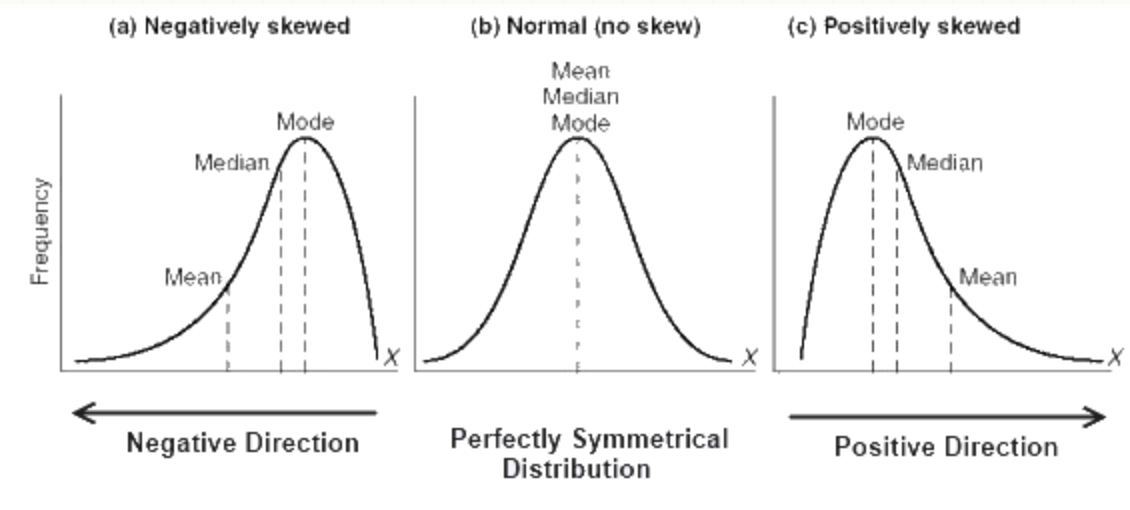 (a) Negatively skewed
(b) Normal (no skew)
(c) Positively skewed
Frequency
Mode
Median
Mean
X
Mean
Median
Mode
X
Mode
Median
Mean
X
Negative Direction
Perfectly Symmetrical
Distribution
Positive Direction